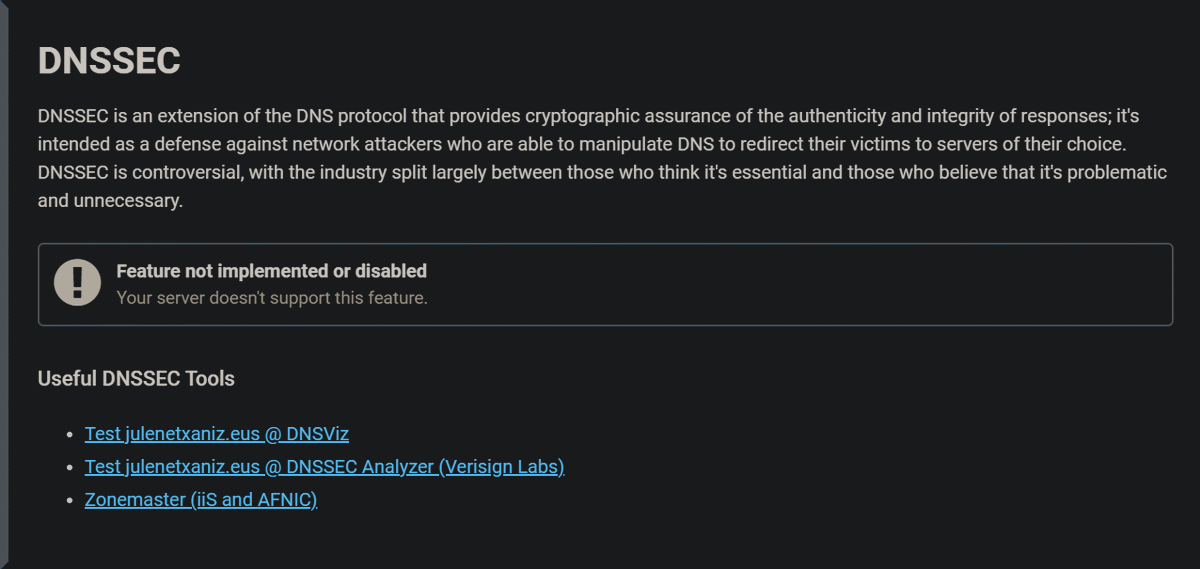 DNSSEC
DNSSEC is an extension of the DNS protocol that provides cryptographic assurance of the authenticity and integrity of responses; it's
intended as a defense against network attackers who are able to manipulate DNS to redirect their victims to servers of their choice.
DNSSEC is controversial, with the industry split largely between those who think it's essential and those who believe that it's problematic
and unnecessary.
Feature not implemented or disabled
Your server doesn't support this feature.
Useful DNSSEC Tools
• Test julenetxaniz.eus @ DNSViz
• Test julenetxaniz.eus @ DNSSEC Analyzer (Verisign Labs)
• Zonemaster (iiS and AFNIC)